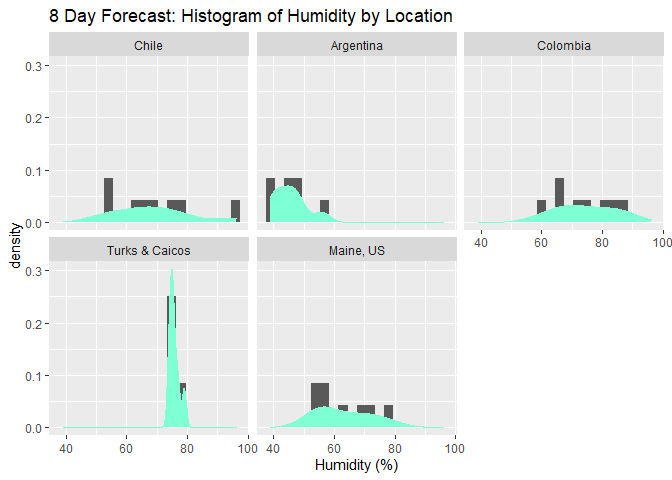 8 Day Forecast: Histogram of Humidity by Location
Chile
Argentina
Colombia
0.3
0.2
0.1
0.0
40 60 80 100
Turks & Caicos
Maine, US
0.3
0.2
0.1
0.0
40 60 80 100
40 60 80 100
density
Humidity (%)